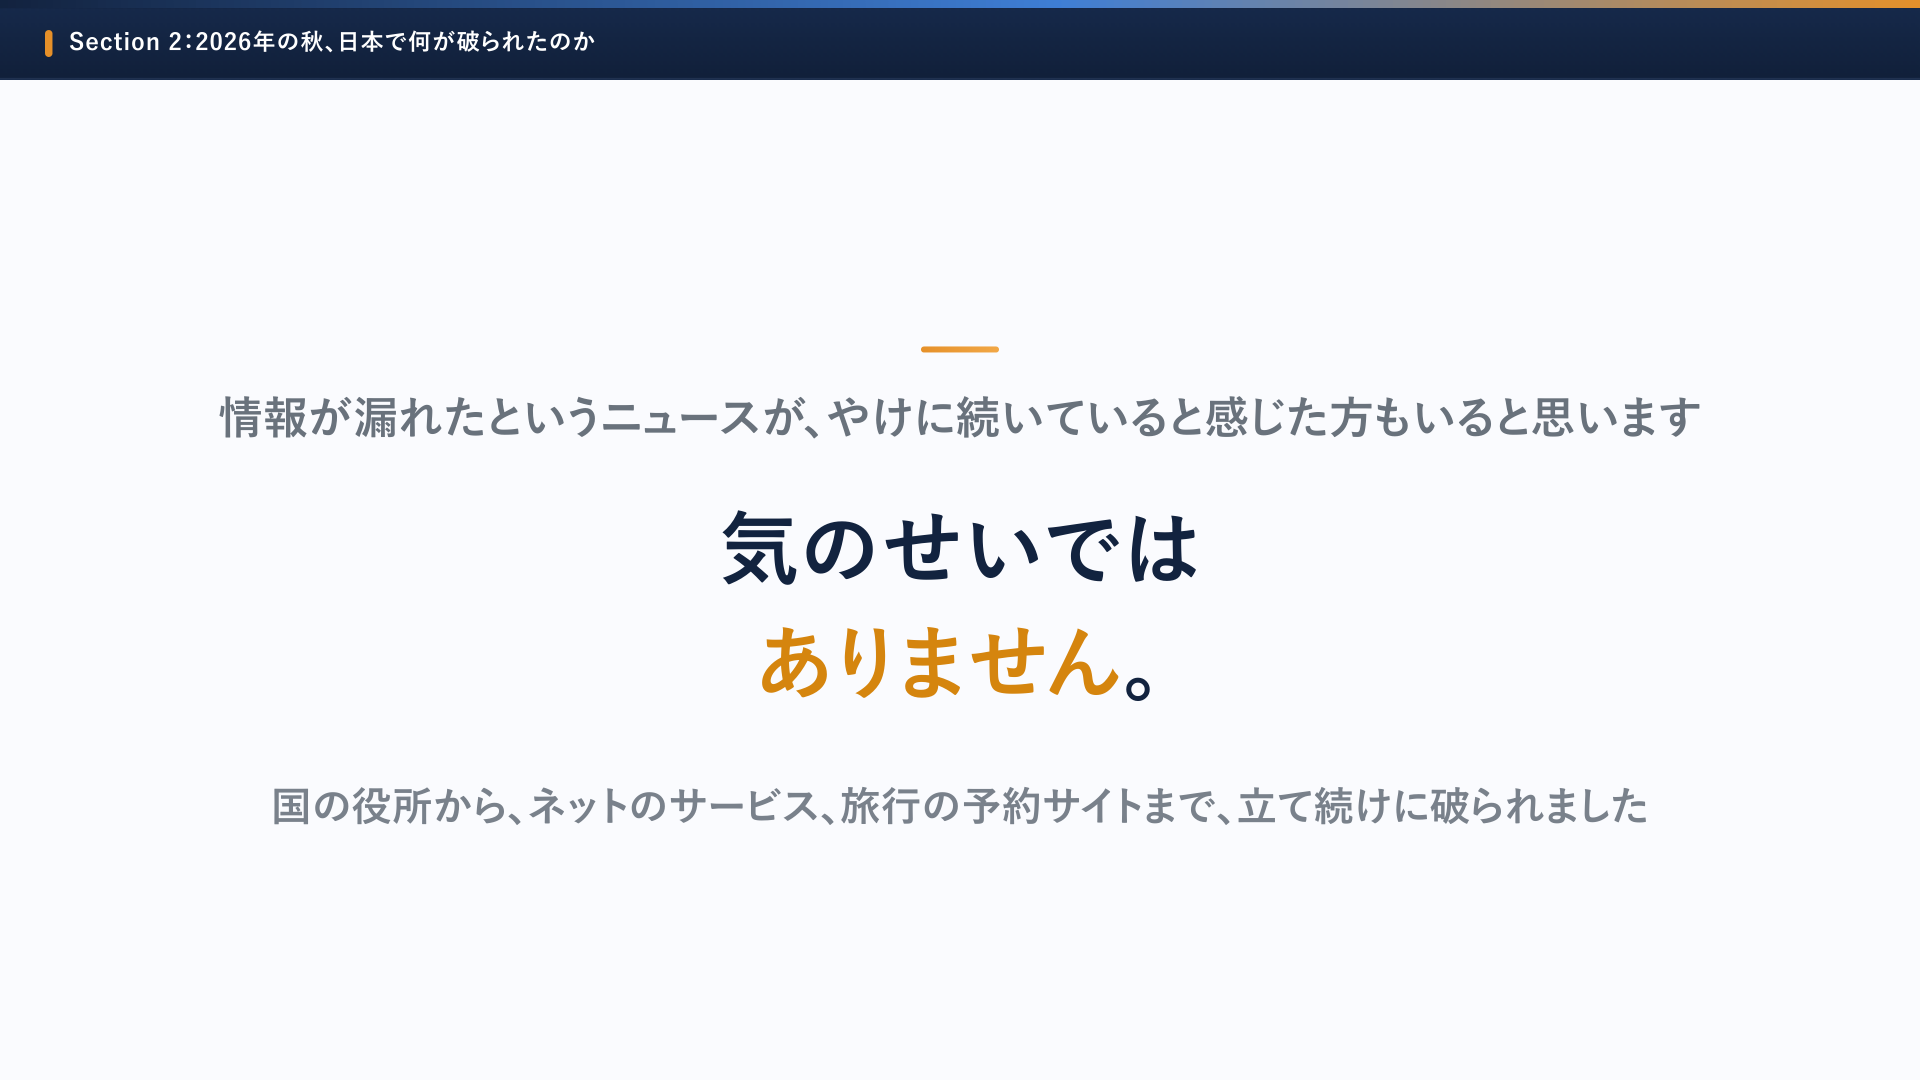 Section 2：2026年の秋、日本で何が破られたのか
情報が漏れたというニュースが、やけに続いていると感じた方もいると思います
気のせいでは
ありません。
国の役所から、ネットのサービス、旅行の予約サイトまで、立て続けに破られました